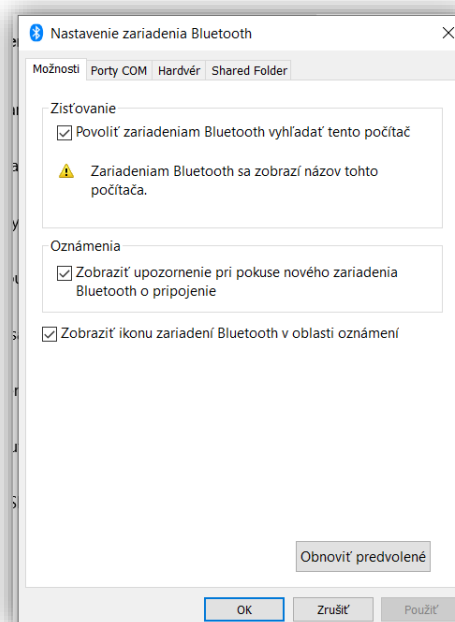 Nastavenie zariadenia Bluetooth
Možnosti Porty COM Hardvér Shared Folder
Zisťovanie
Povoliť zariadeniam Bluetooth vyhľadať tento počítač
Zariadeniam Bluetooth sa zobrazí názov tohto
počítača.
Oznámenia
Zobraziť upozornenie pri pokuse nového zariadenia
Bluetooth o pripojenie
Zobraziť ikonu zariadení Bluetooth v oblasti oznámení
Obnoviť predvolené
OK Zrušiť Použiť